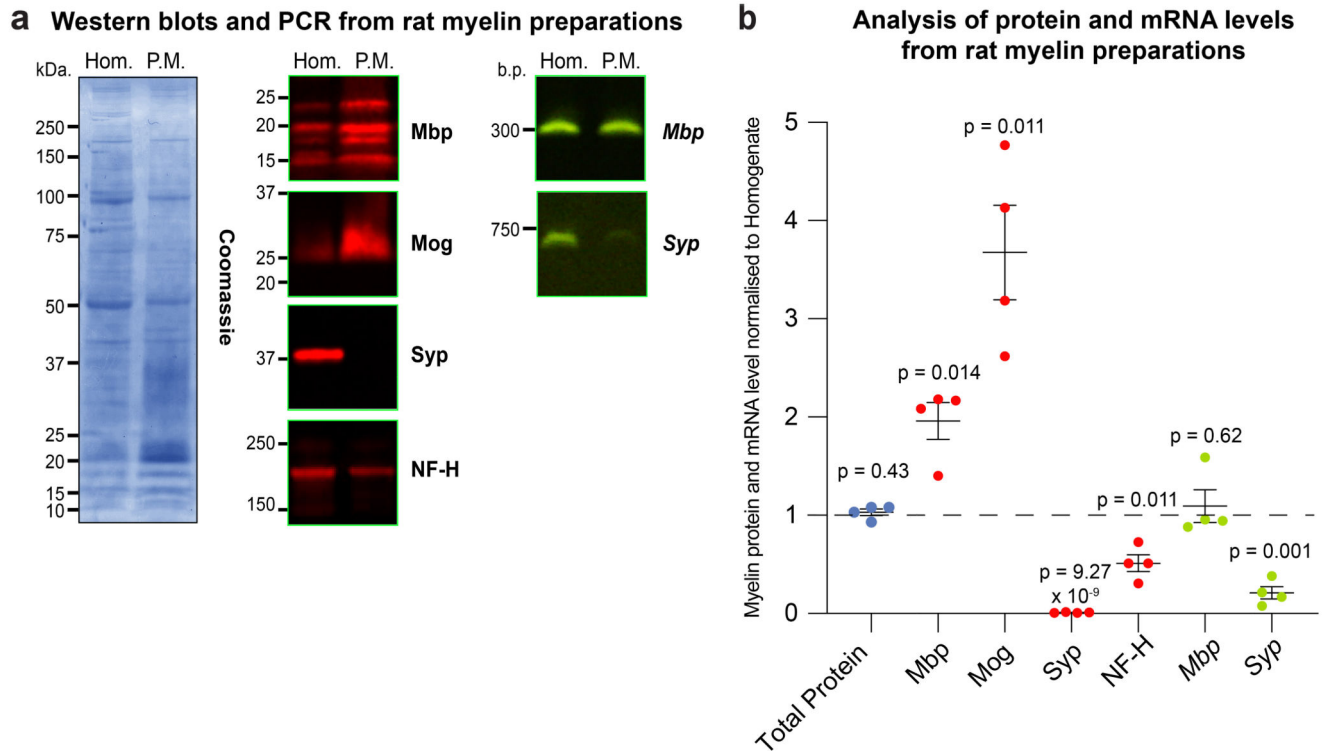 a Western blots and PCR from rat myelin preparations
Hom. P.M.
kDa.
250
150
100
75
50
37
25
20
15
10
Coomassie
Hom. P.M.
25
20
15
Mbp
37
25
20
Mog
37
Syp
250
150
NF-H
Hom. P.M.
b.p.
300
Mbp
750
Syp
b Analysis of protein and mRNA levels
from rat myelin preparations
Myelin protein and mRNA level normalised to Homogenate
5
4
3
2
1
0
p = 0.43
p = 0.014
p = 0.011
p = 9.27
x 10⁻⁹
p = 0.011
p = 0.62
p = 0.001
Total Protein
Mbp
Mog
Syp
NF-H
Mbp
Syp